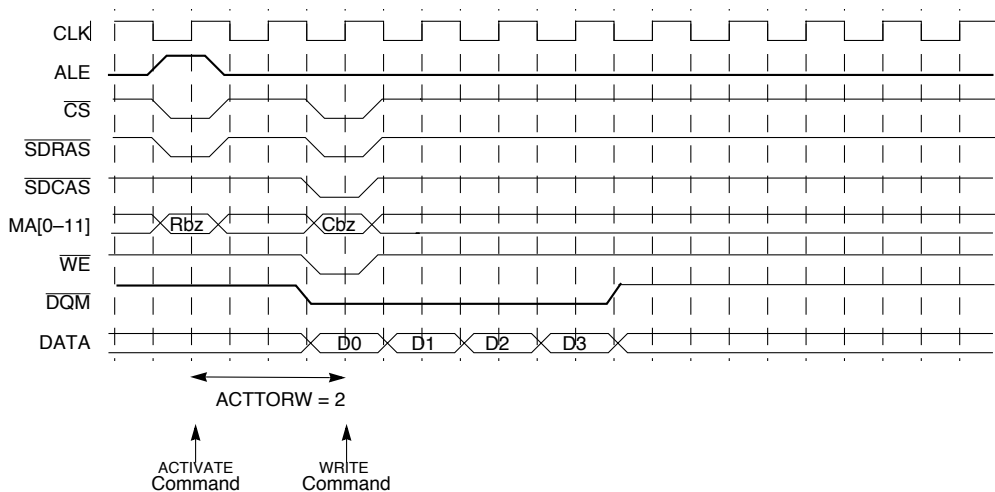 CLK
ALE
CS
SDRAS
SDCAS
MA[0–11] Rbz Cbz
WE
DQM
DATA D0 D1 D2 D3
ACTTORW = 2
ACTIVATE WRITE
Command Command